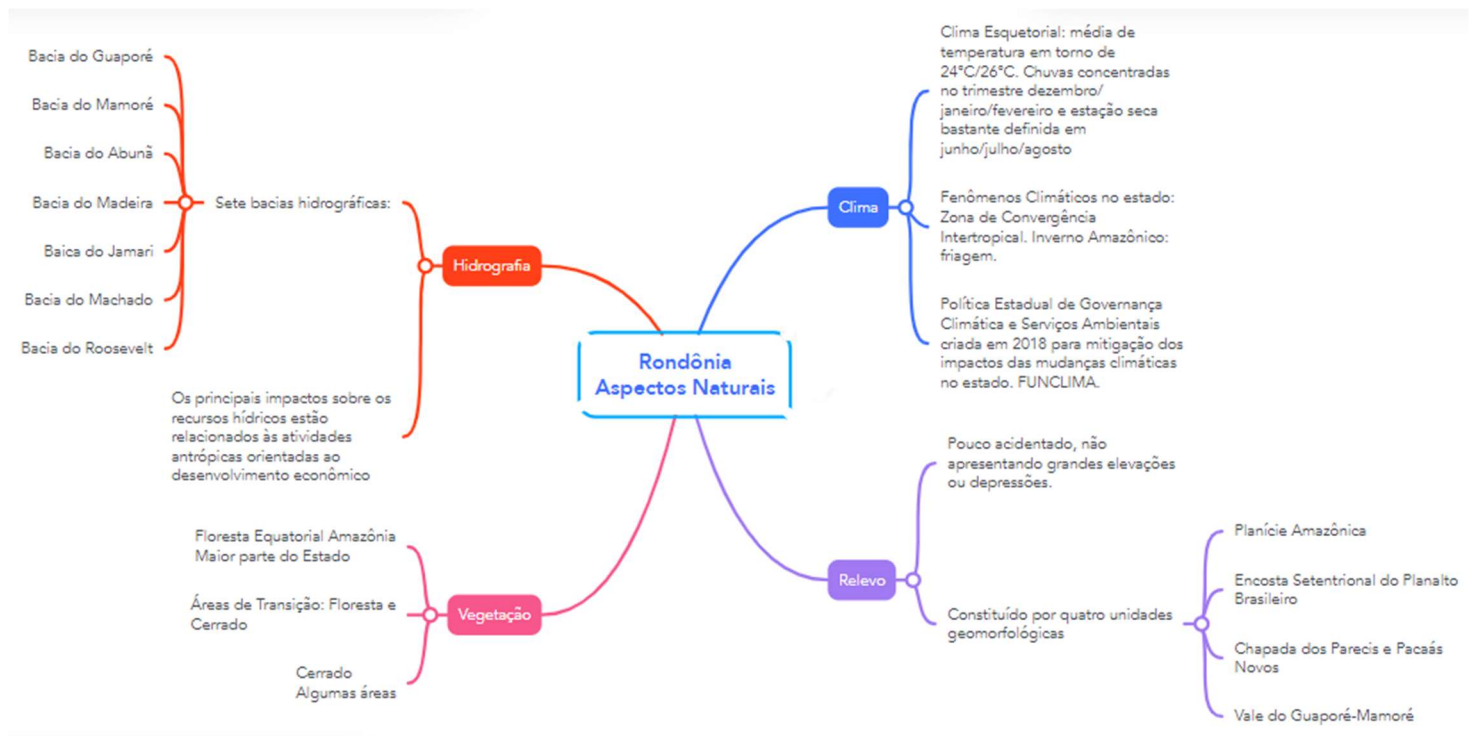 Rondônia
Aspectos Naturais
Hidrografia
Sete bacias hidrográficas:
Bacia do Guaporé
Bacia do Mamoré
Bacia do Abunã
Bacia do Madeira
Baica do Jamari
Bacia do Machado
Bacia do Roosevelt
Os principais impactos sobre os
recursos hídricos estão
relacionados às atividades
antrópicas orientadas ao
desenvolvimento econômico
Vegetação
Floresta Equatorial Amazônia
Maior parte do Estado
Áreas de Transição: Floresta e
Cerrado
Cerrado
Algumas áreas
Clima
Clima Esquetorial: média de
temperatura em torno de
24°C/26°C. Chuvas concentradas
no trimestre dezembro/
janeiro/fevereiro e estação seca
bastante definida em
junho/julho/agosto
Fenômenos Climáticos no estado:
Zona de Convergência
Intertropical. Inverno Amazônico:
friagem.
Política Estadual de Governança
Climática e Serviços Ambientais
criada em 2018 para mitigação dos
impactos das mudanças climáticas
no estado. FUNCLIMA.
Relevo
Pouco acidentado, não
apresentando grandes elevações
ou depressões.
Constituído por quatro unidades
geomorfológicas
Planície Amazônica
Encosta Setentrional do Planalto
Brasileiro
Chapada dos Parecis e Pacaás
Novos
Vale do Guaporé-Mamoré